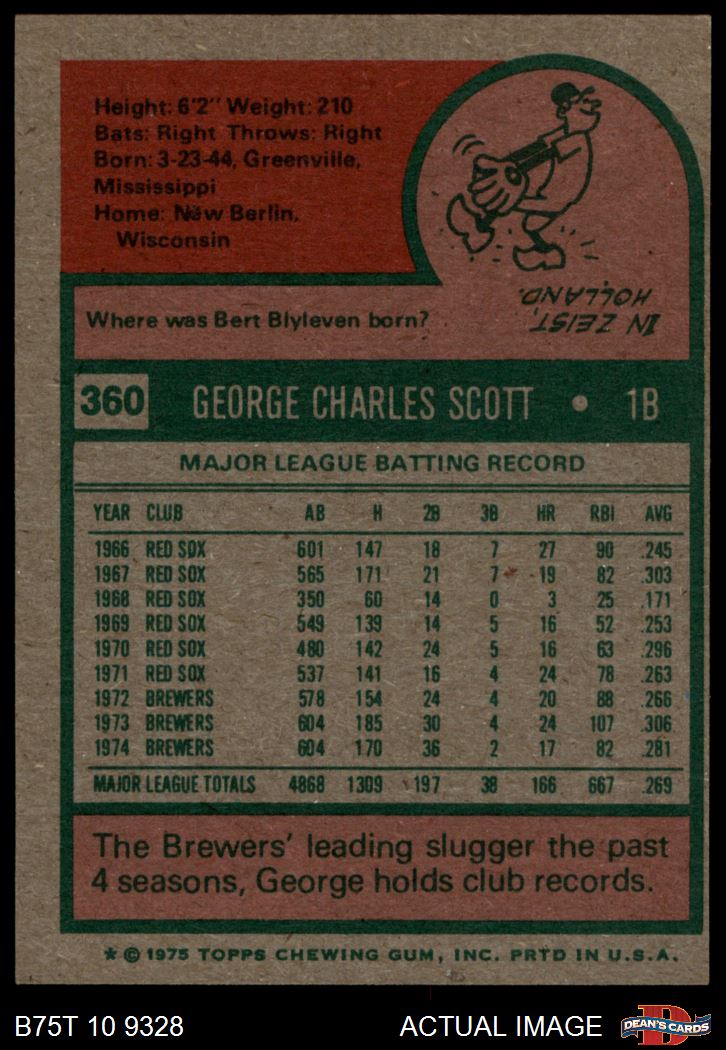 Height: 6'2" Weight: 210
Bats: Right Throws: Right
Born: 3-23-44, Greenville,
Mississippi
Home: New Berlin,
Wisconsin
Where was Bert Blyleven born?
IN ZEIST,
HOLLAND.
360 GEORGE CHARLES SCOTT • 1B
MAJOR LEAGUE BATTING RECORD
YEAR CLUB AB H 2B 3B HR RBI AVG
1966 RED SOX 601 147 18 7 27 90 .245
1967 RED SOX 565 171 21 7 19 82 .303
1968 RED SOX 350 60 14 0 3 25 .171
1969 RED SOX 549 139 14 5 16 52 .253
1970 RED SOX 480 142 24 5 16 63 .296
1971 RED SOX 537 141 16 4 24 78 .263
1972 BREWERS 578 154 24 4 20 88 .266
1973 BREWERS 604 185 30 4 24 107 .306
1974 BREWERS 604 170 36 2 17 82 .281
MAJOR LEAGUE TOTALS 4868 1309 197 38 166 667 .269
The Brewers' leading slugger the past
4 seasons, George holds club records.
* © 1975 TOPPS CHEWING GUM, INC. PRTD IN U.S.A.
B75T 10 9328 ACTUAL IMAGE D DEAN'S CARDS